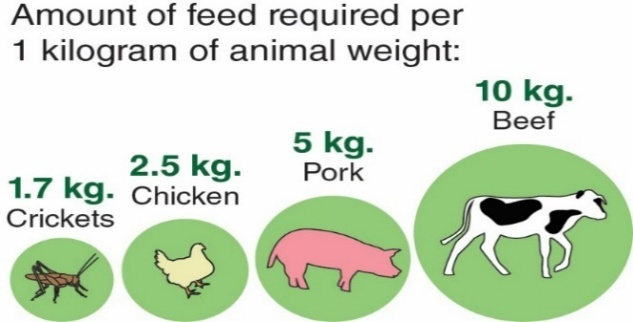 Amount of feed required per
1 kilogram of animal weight:
10 kg.
Beef
5 kg.
Pork
2.5 kg.
Chicken
1.7 kg.
Crickets